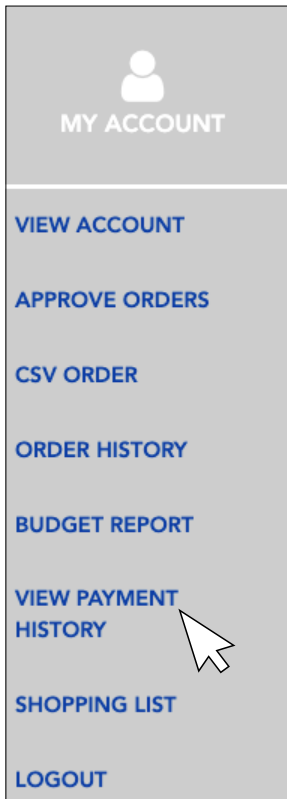 MY ACCOUNT
VIEW ACCOUNT
APPROVE ORDERS
CSV ORDER
ORDER HISTORY
BUDGET REPORT
VIEW PAYMENT
HISTORY
SHOPPING LIST
LOGOUT